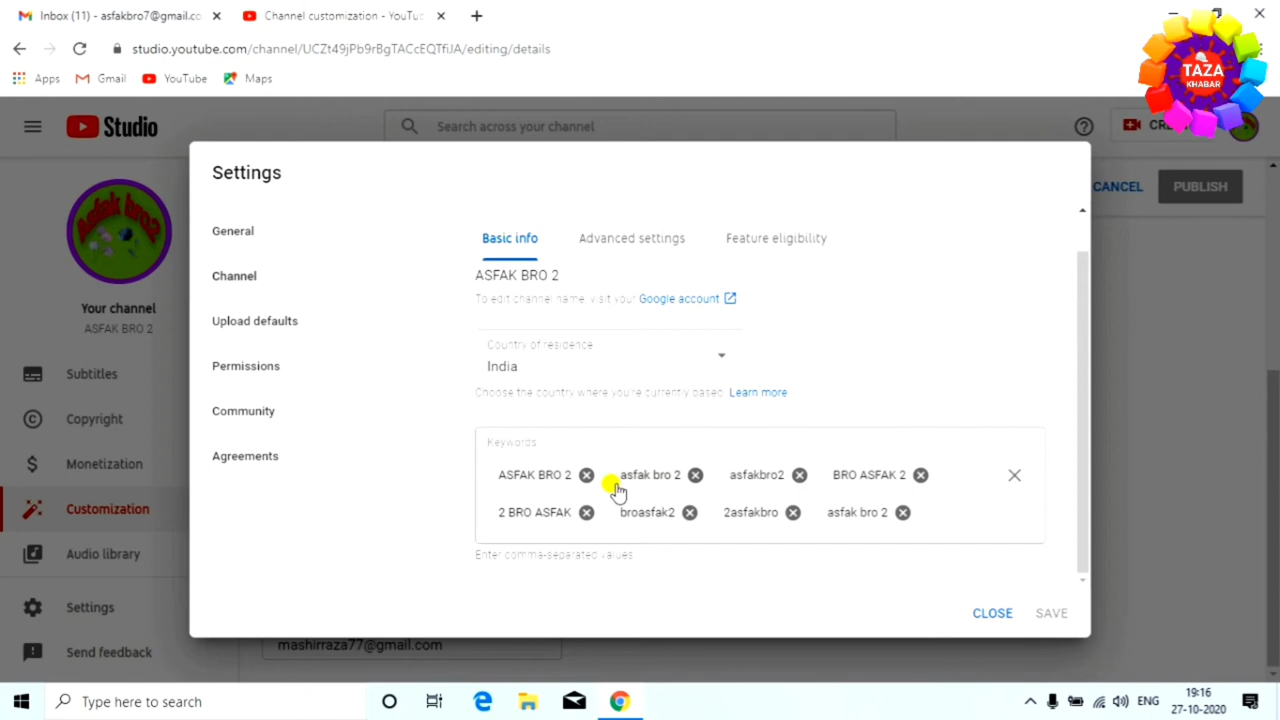 Inbox (11) - asfakbro7@gmail.co
Channel customization - YouTu
studio.youtube.com/channel/UCZt49jPb9rBgTACcEQTfiJA/editing/details
Apps
Gmail
YouTube
Maps
TAZA
KHABAR
Studio
Search across your channel
CRE
CANCEL
PUBLISH
Asfak bro2
Your channel
ASFAK BRO 2
Subtitles
Copyright
Monetization
Customization
Audio library
Settings
Send feedback
Settings
General
Channel
Upload defaults
Permissions
Community
Agreements
Basic info
Advanced settings
Feature eligibility
ASFAK BRO 2
To edit channel name, visit your Google account
Country of residence
India
Choose the country where you're currently based. Learn more
Keywords
ASFAK BRO 2
asfak bro 2
asfakbro2
BRO ASFAK 2
2 BRO ASFAK
broasfak2
2asfakbro
asfak bro 2
Enter comma-separated values
CLOSE
SAVE
mashirraza77@gmail.com
Type here to search
ENG
19:16
27-10-2020